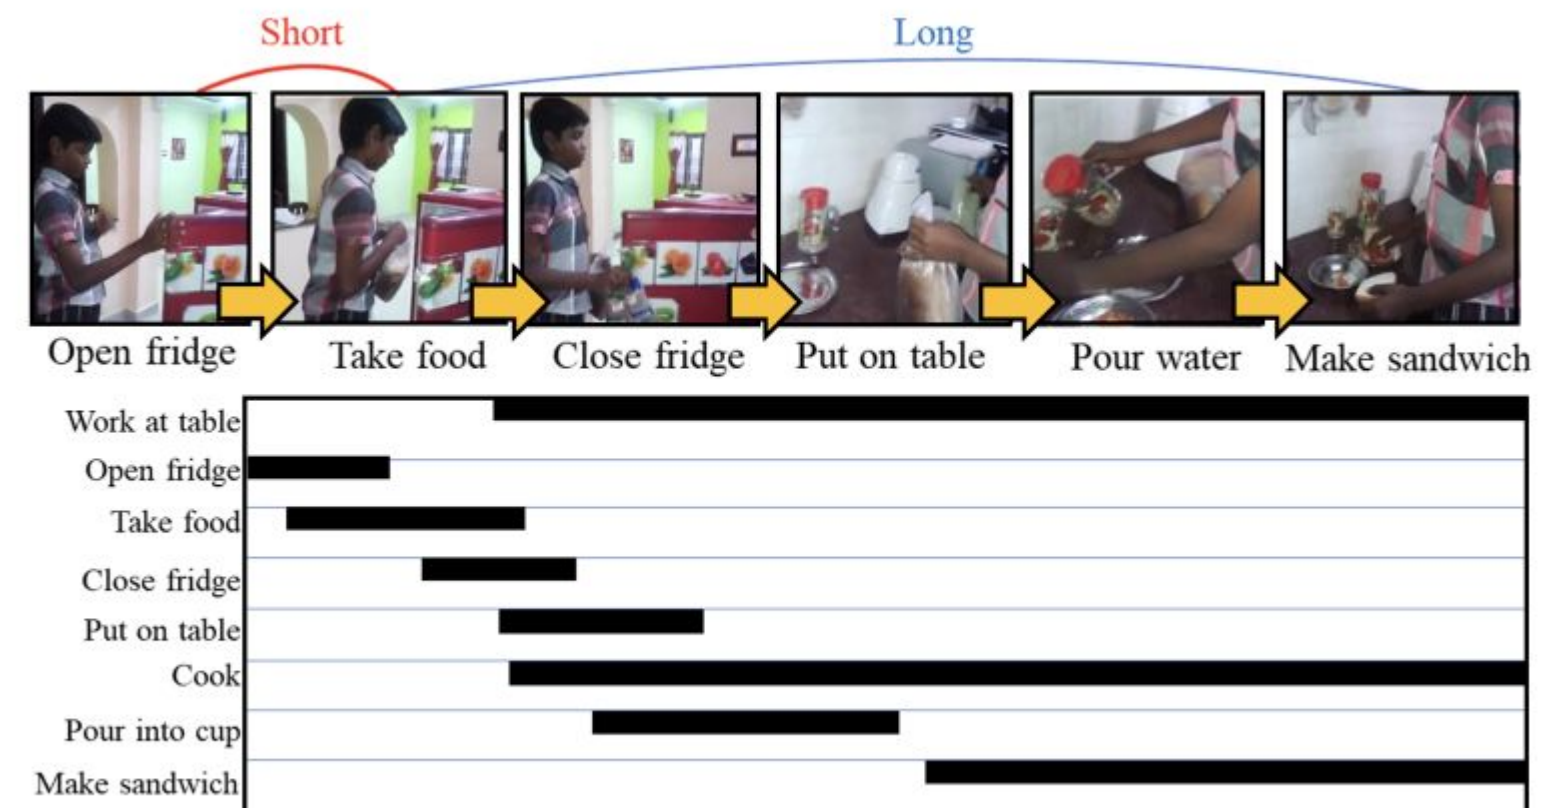 Short
Long
Open fridge
Take food
Close fridge
Put on table
Pour water
Make sandwich
Work at table
Open fridge
Take food
Close fridge
Put on table
Cook
Pour into cup
Make sandwich